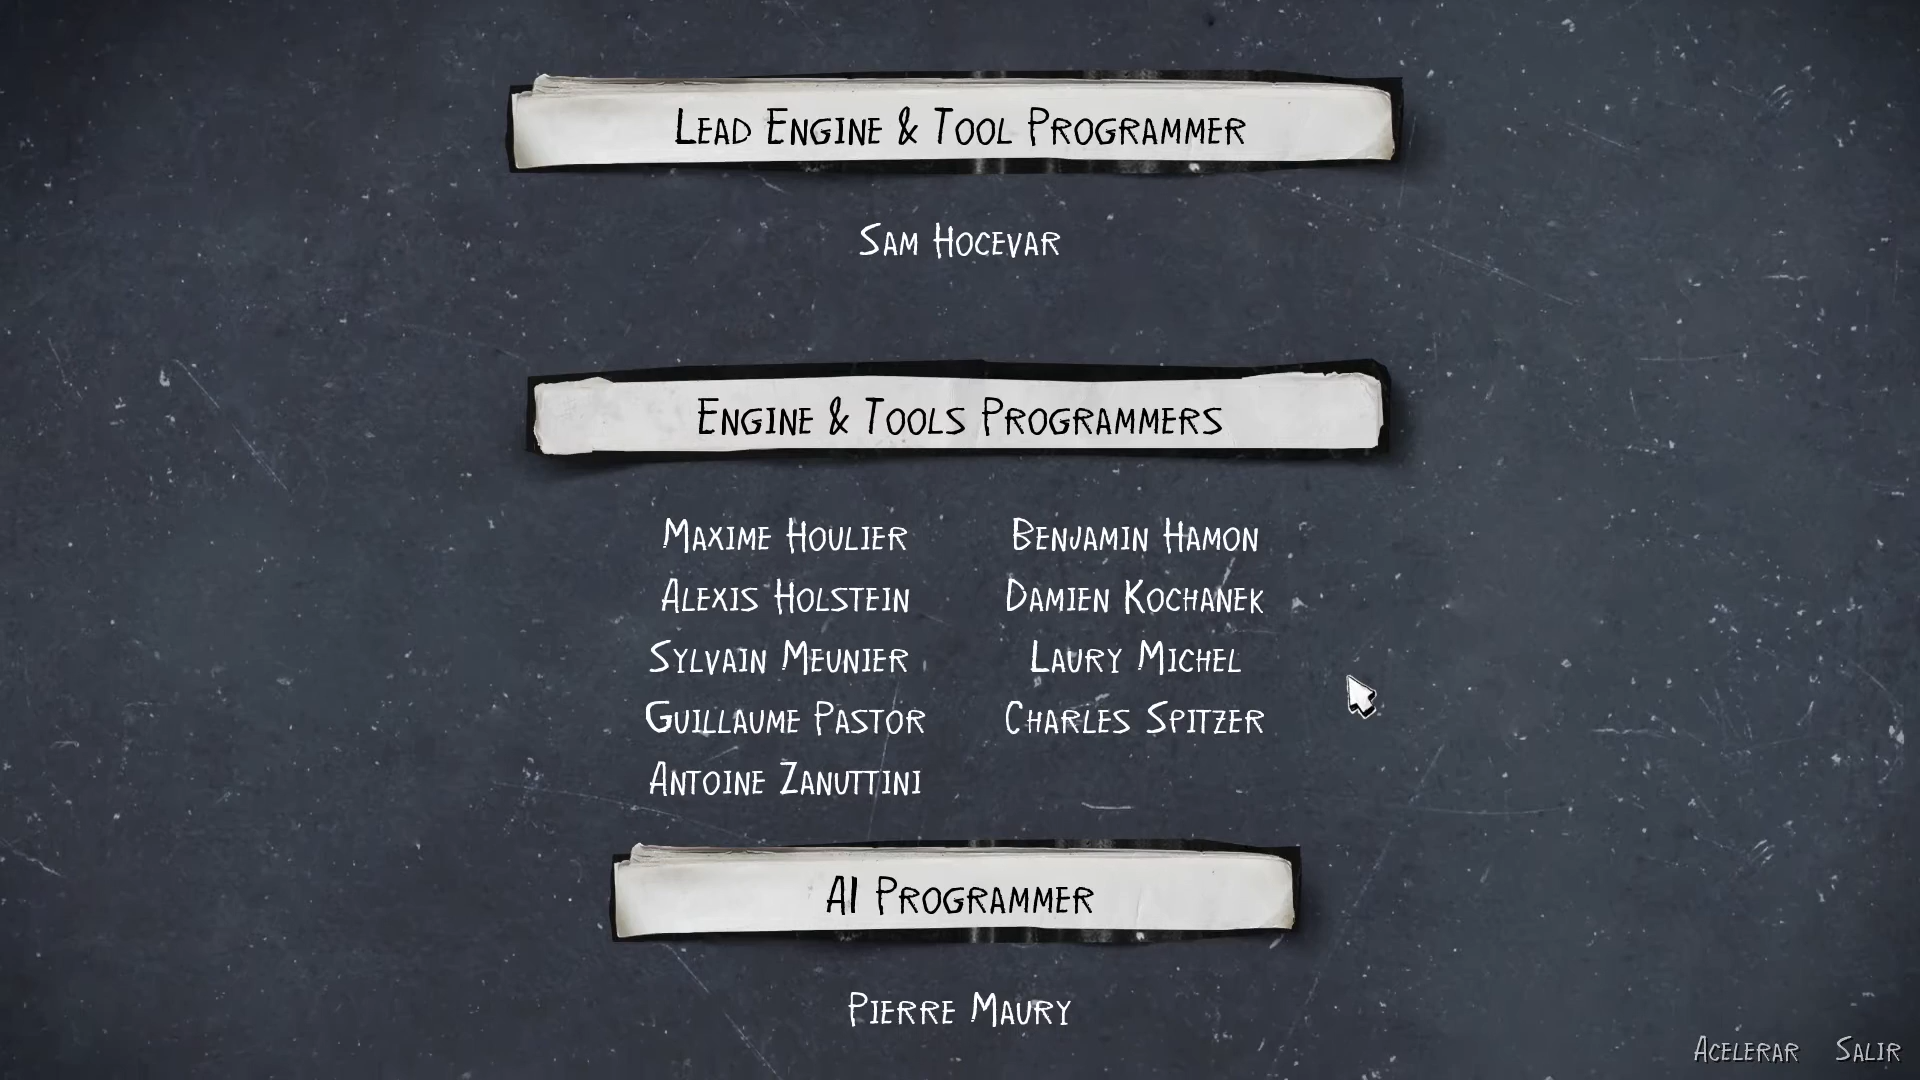 Lead Engine & Tool Programmer
Sam Hocevar
Engine & Tools Programmers
Maxime Houlier Benjamin Hamon
Alexis Holstein Damien Kochanek
Sylvain Meunier Laury Michel
Guillaume Pastor Charles Spitzer
Antoine Zanuttini
AI Programmer
Pierre Maury
Acelerar Salir